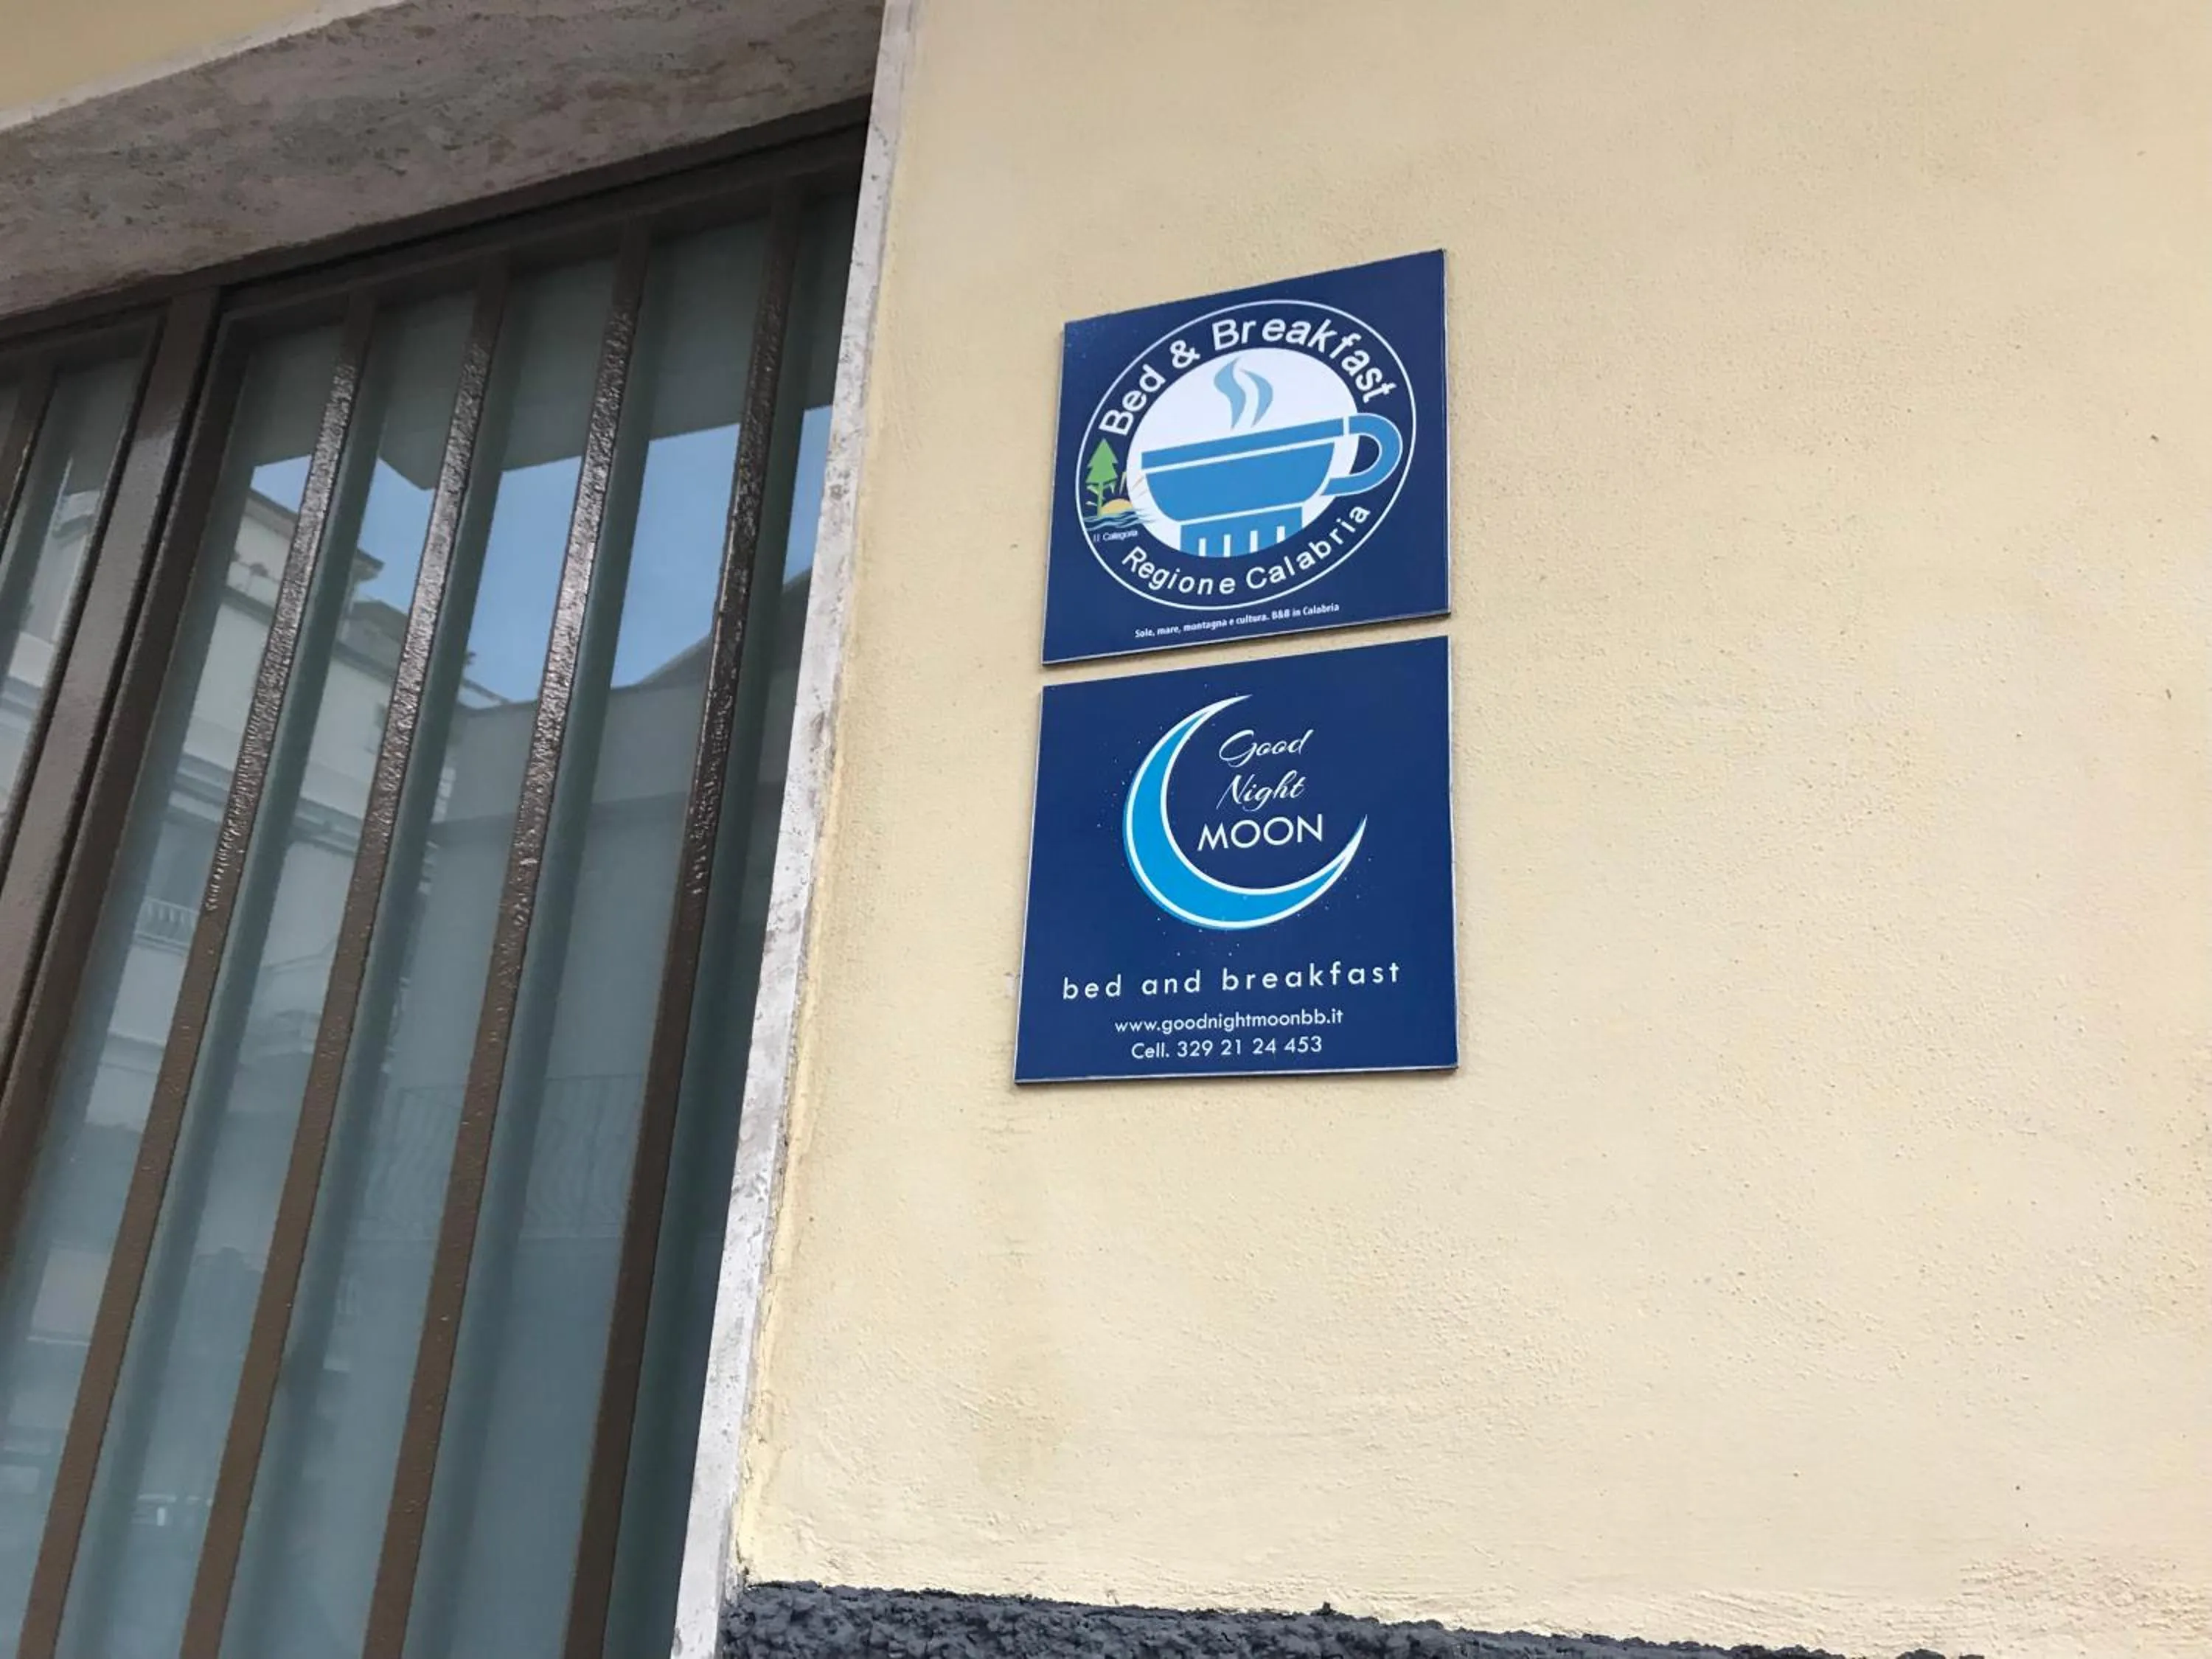 Bed & Breakfast
II Categoria
Regione Calabria
Sole, mare, montagna e cultura. B&B in Calabria
Good
Night
MOON
bed and breakfast
www.goodnightmoonbb.it
Cell. 329 21 24 453